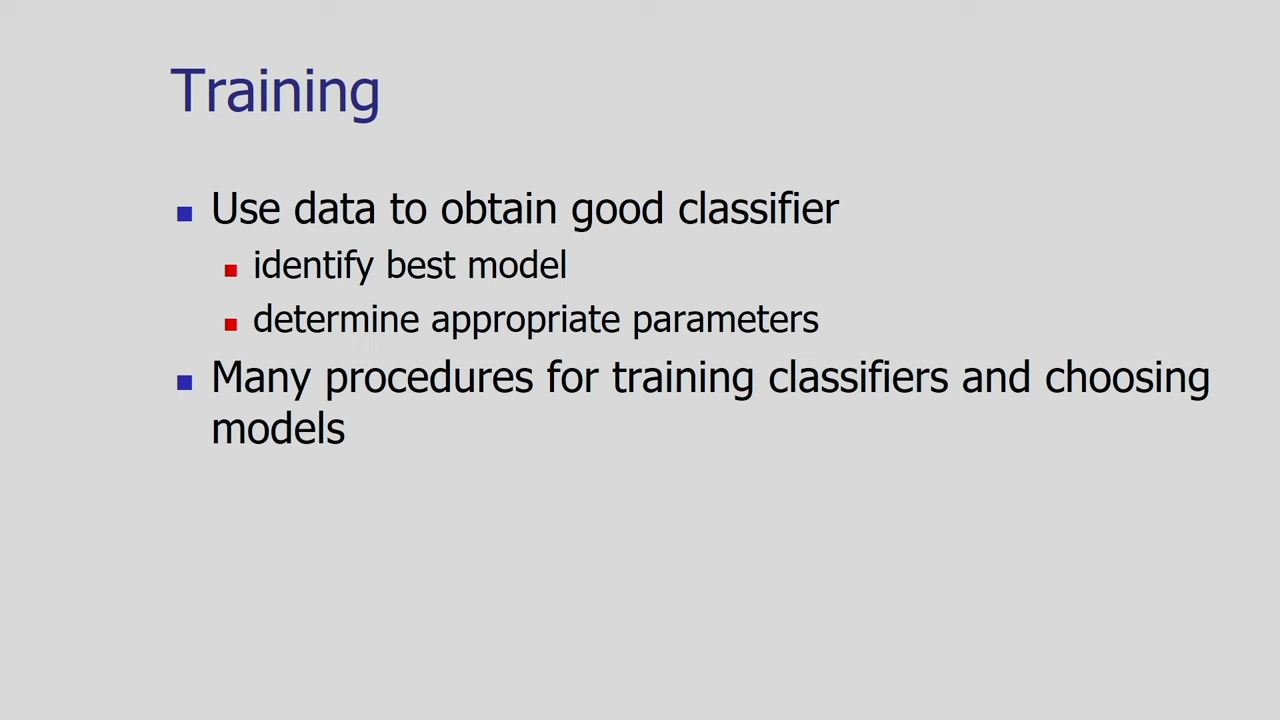 Training
Use data to obtain good classifier
identify best model
determine appropriate parameters
Many procedures for training classifiers and choosing
models